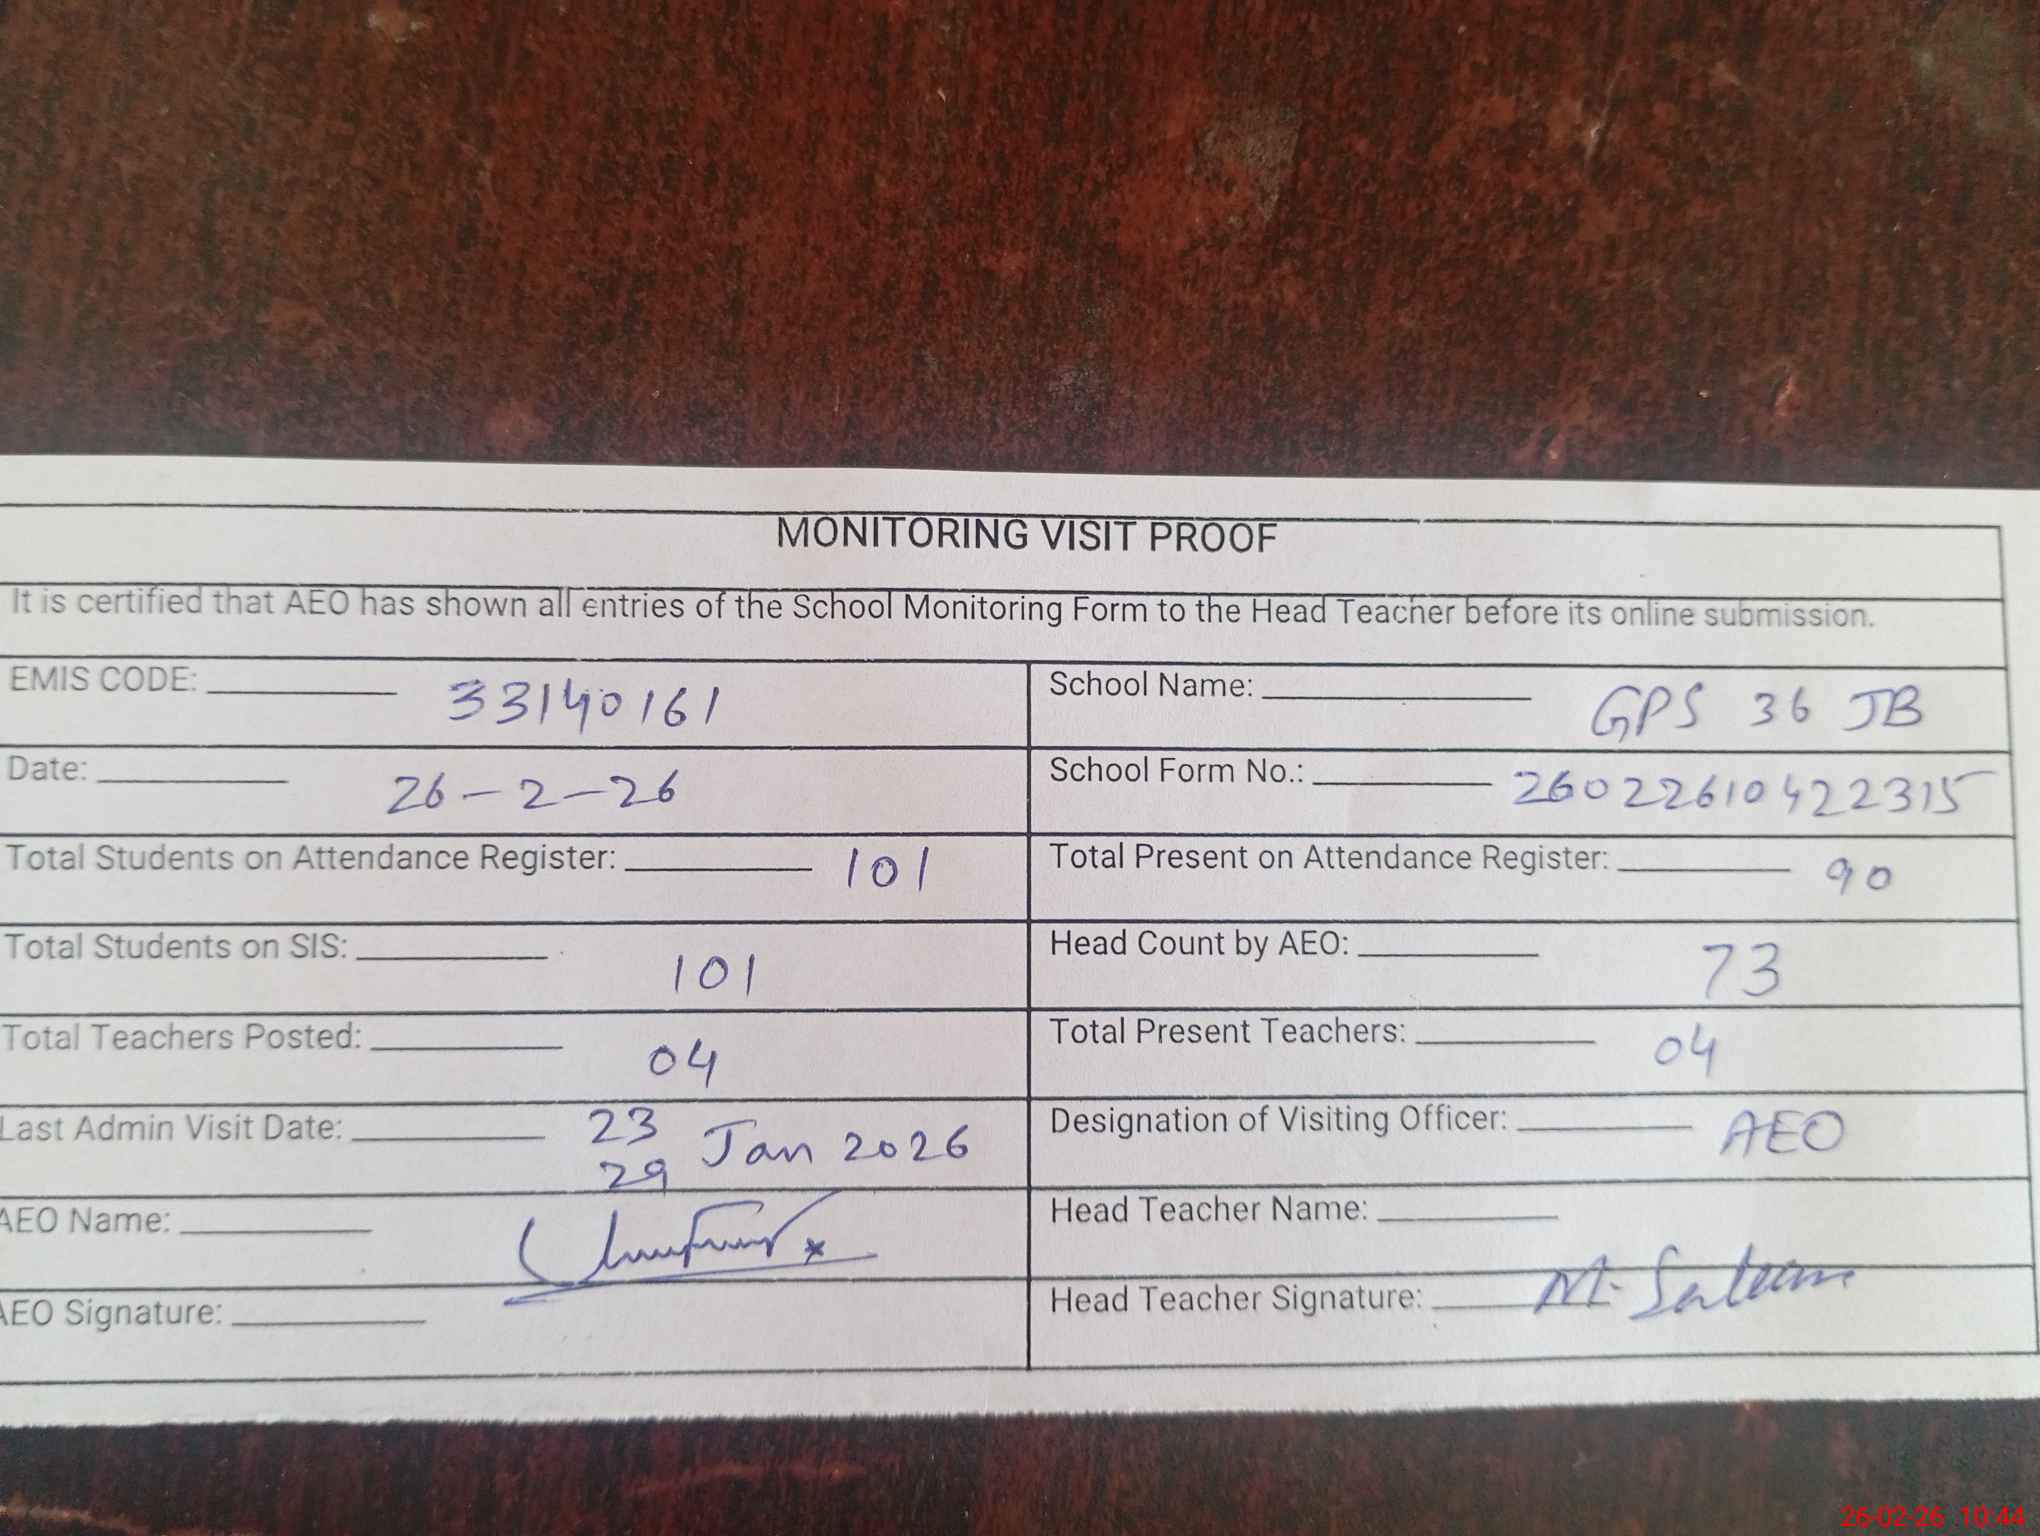 MONITORING VISIT PROOF
It is certified that AEO has shown all entries of the School Monitoring Form to the Head Teacher before its online submission.
EMIS CODE: 33140161
School Name: GPS 36 JB
Date: 26-2-26
School Form No.: 26022610422315
Total Students on Attendance Register: 101
Total Present on Attendance Register: 90
Total Students on SIS: 101
Head Count by AEO: 73
Total Teachers Posted: 04
Total Present Teachers: 04
Last Admin Visit Date: 23
29 Jan 2026
Designation of Visiting Officer: AEO
AEO Name:
Head Teacher Name:
AEO Signature:
Head Teacher Signature: M.
26-02-26 10:44